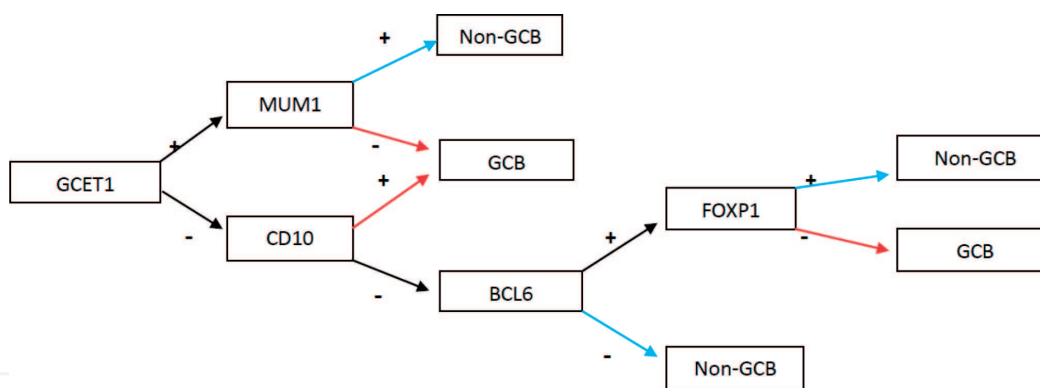 +
Non-GCB
MUM1
+
-
GCB
GCET1
+
Non-GCB
+
FOXP1
-
CD10
+
-
GCB
-
BCL6
-
Non-GCB